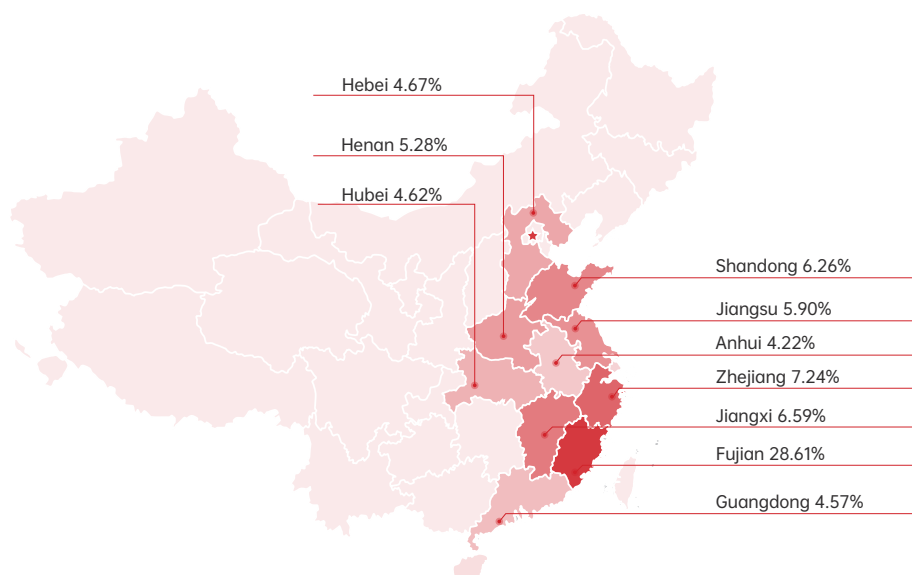 Hebei 4.67%
Henan 5.28%
Hubei 4.62%
Shandong 6.26%
Jiangsu 5.90%
Anhui 4.22%
Zhejiang 7.24%
Jiangxi 6.59%
Fujian 28.61%
Guangdong 4.57%